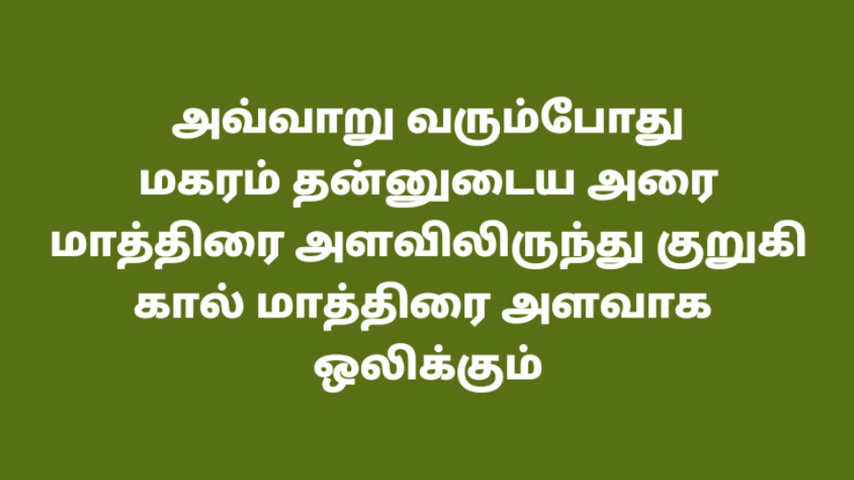 அவ்வாறு வரும்போது
மகரம் தன்னுடைய அரை
மாத்திரை அளவிலிருந்து குறுகி
கால் மாத்திரை அளவாக
ஒலிக்கும்